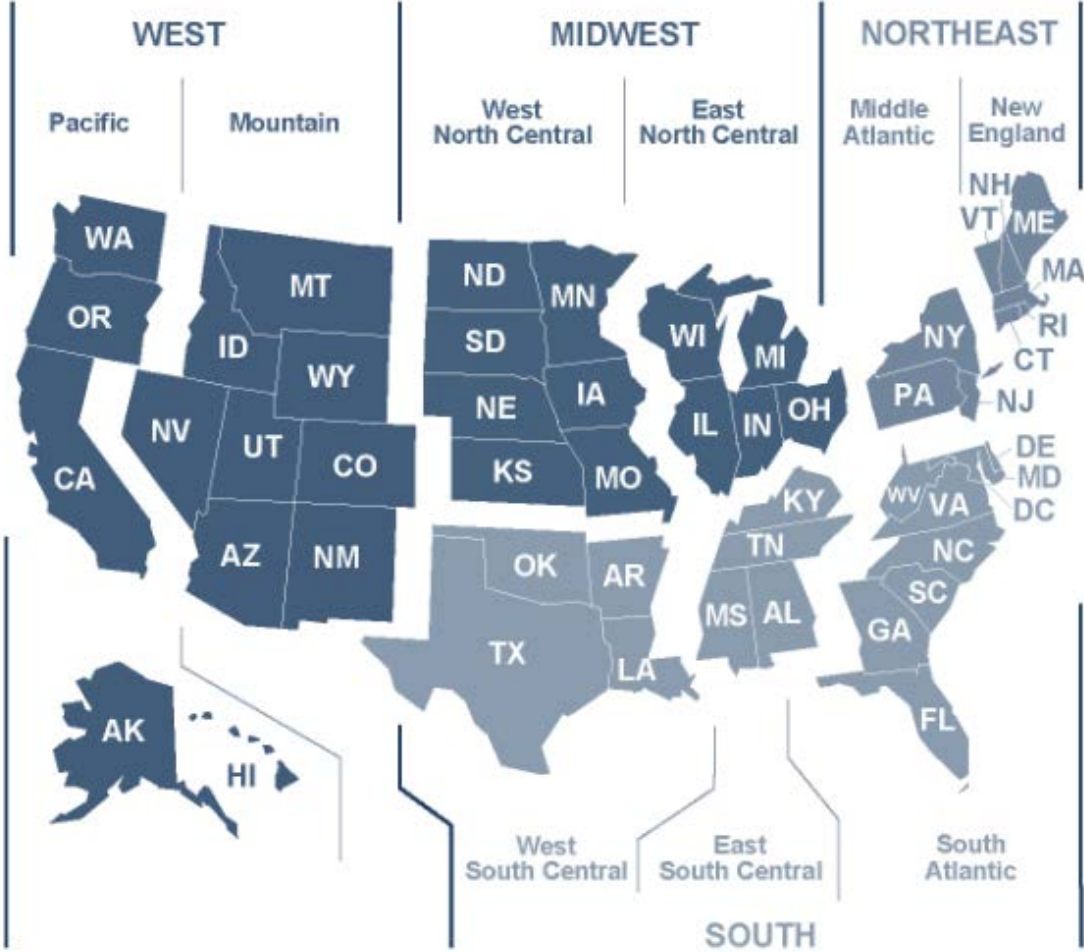 WEST
MIDWEST
NORTHEAST
Pacific
Mountain
West
North Central
East
North Central
Middle
Atlantic
New
England
NH
VT
ME
WA
MT
ND
MN
MA
OR
ID
SD
WI
MI
NY
RI
WY
CT
NE
IA
PA
NJ
NV
UT
CO
KS
MO
IL
IN
OH
CA
DE
MD
DC
KY
WV
VA
AZ
NM
OK
AR
TN
NC
MS
AL
SC
GA
TX
LA
FL
AK
HI
West
South Central
East
South Central
South
Atlantic
SOUTH